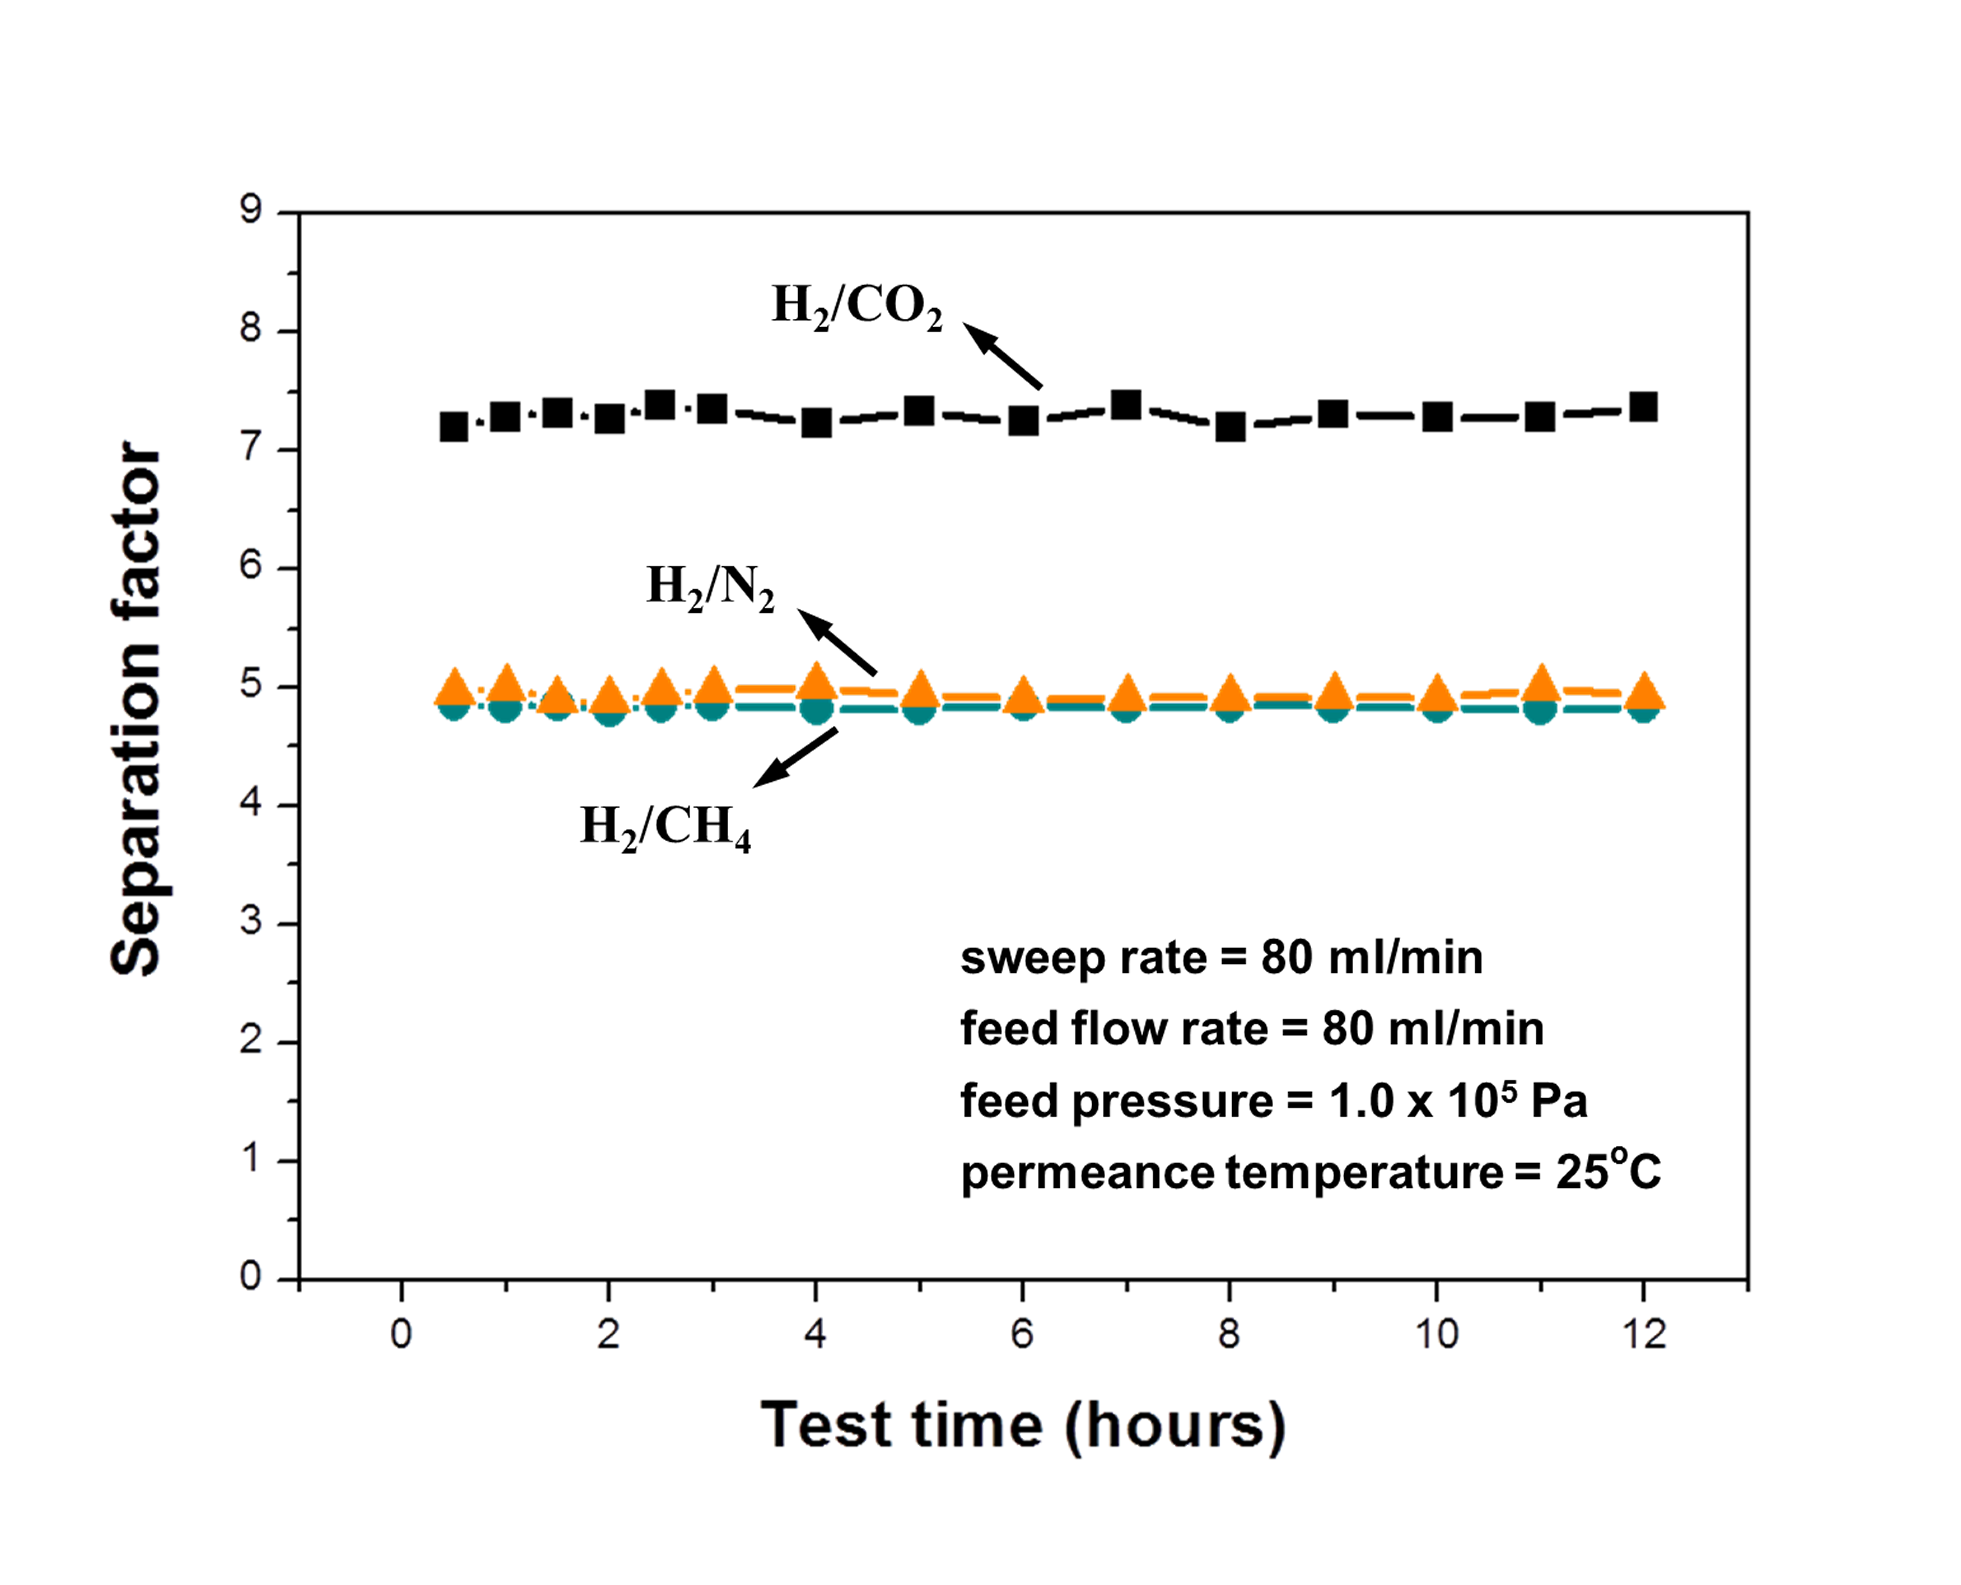 9
8
7
6
5
4
3
2
1
0
Separation factor
H₂/CO₂
H₂/N₂
H₂/CH₄
sweep rate = 80 ml/min
feed flow rate = 80 ml/min
feed pressure = 1.0 x 10⁵ Pa
permeance temperature = 25°C
0 2 4 6 8 10 12
Test time (hours)